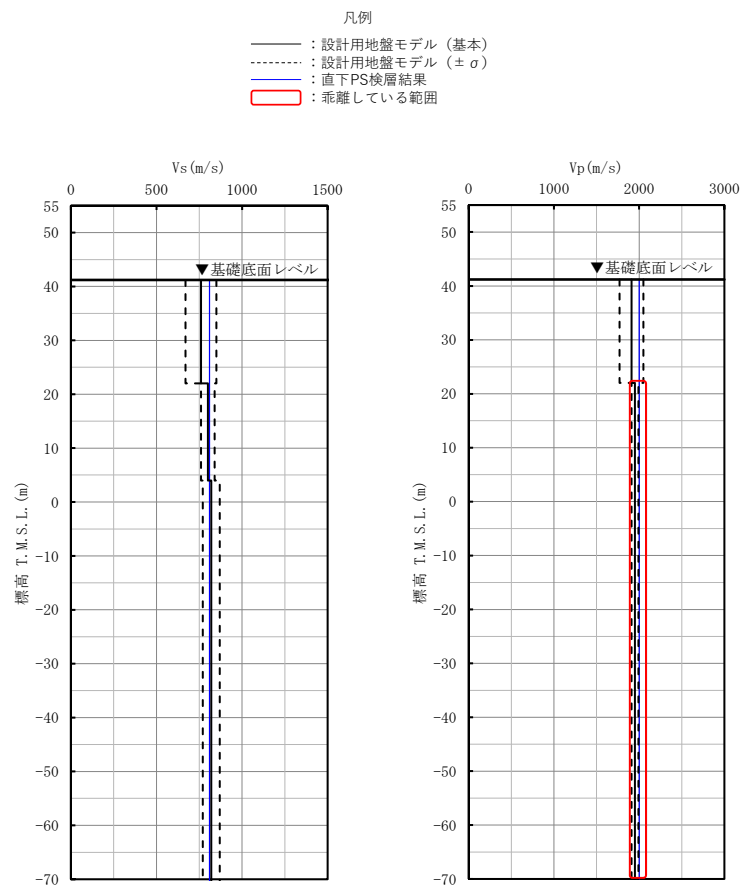 凡例
：設計用地盤モデル（基本）
：設計用地盤モデル（±σ）
：直下PS検層結果
：乖離している範囲
Vs(m/s)
0 500 1000 1500
55
50
40
30
20
10
0
-10
-20
-30
-40
-50
-60
-70
標高 T.M.S.L.(m)
▼基礎底面レベル
Vp(m/s)
0 1000 2000 3000
55
50
40
30
20
10
0
-10
-20
-30
-40
-50
-60
-70
標高 T.M.S.L.(m)
▼基礎底面レベル